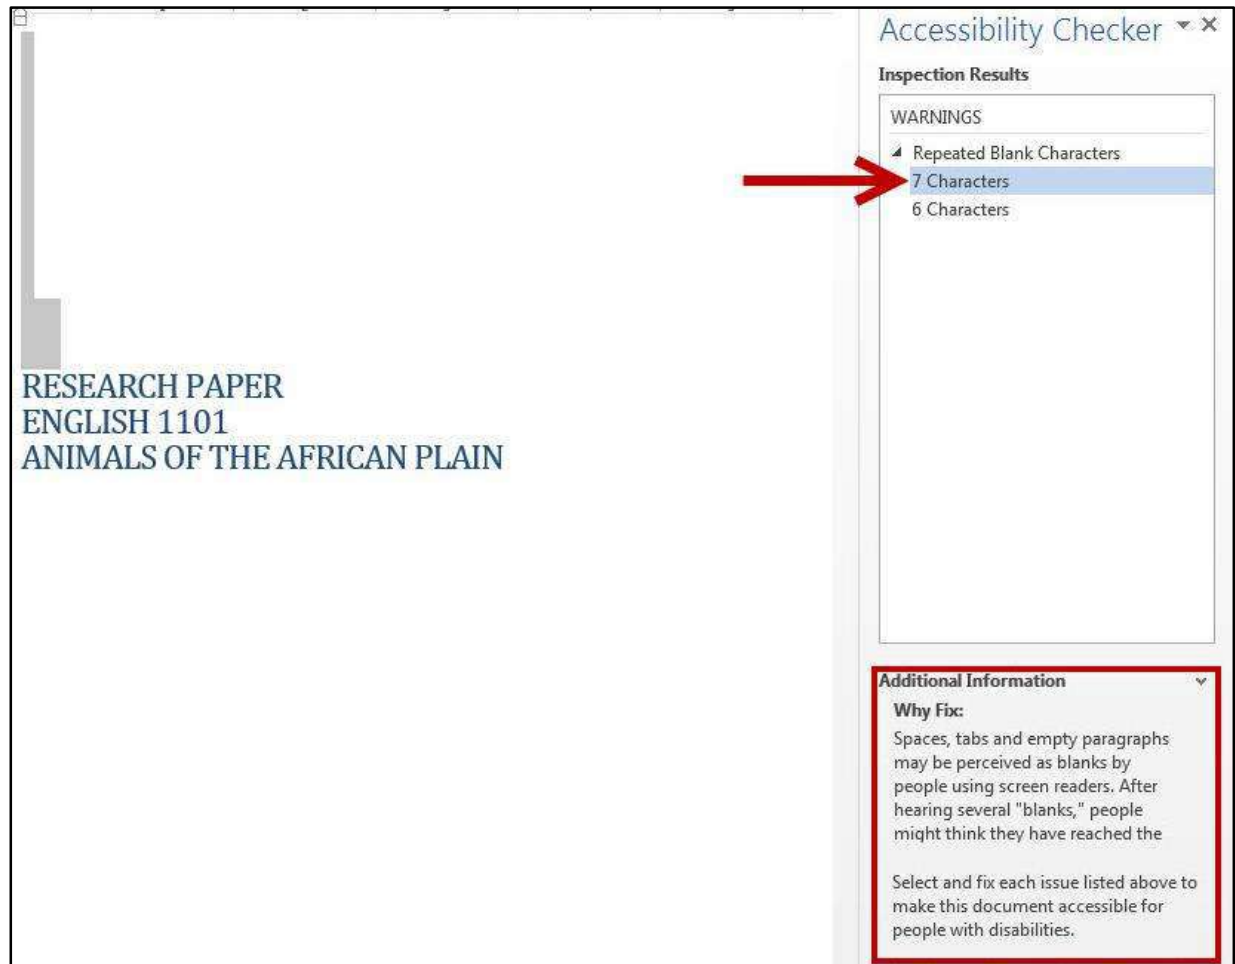 Accessibility Checker
Inspection Results
WARNINGS
Repeated Blank Characters
7 Characters
6 Characters
RESEARCH PAPER
ENGLISH 1101
ANIMALS OF THE AFRICAN PLAIN
Additional Information
Why Fix:
Spaces, tabs and empty paragraphs
may be perceived as blanks by
people using screen readers. After
hearing several "blanks," people
might think they have reached the
Select and fix each issue listed above to
make this document accessible for
people with disabilities.